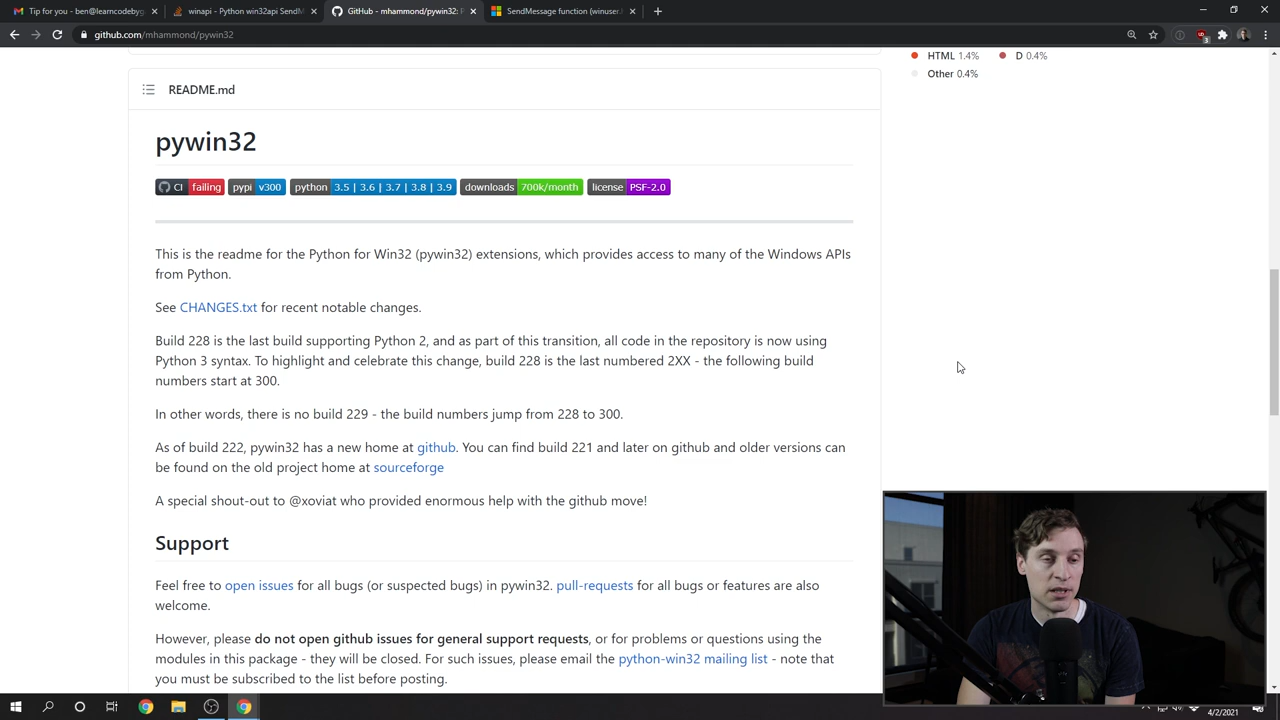 Tip for you - ben@learncodeby
winapi - Python win32api SendM
GitHub - mhammond/pywin32: P
SendMessage function (winuser.h
github.com/mhammond/pywin32
3
HTML 1.4% D 0.4%
Other 0.4%
README.md
pywin32
CI failing pypi v300 python 3.5 | 3.6 | 3.7 | 3.8 | 3.9 downloads 700k/month license PSF-2.0
This is the readme for the Python for Win32 (pywin32) extensions, which provides access to many of the Windows APIs
from Python.
See CHANGES.txt for recent notable changes.
Build 228 is the last build supporting Python 2, and as part of this transition, all code in the repository is now using
Python 3 syntax. To highlight and celebrate this change, build 228 is the last numbered 2XX - the following build
numbers start at 300.
In other words, there is no build 229 - the build numbers jump from 228 to 300.
As of build 222, pywin32 has a new home at github. You can find build 221 and later on github and older versions can
be found on the old project home at sourceforge
A special shout-out to @xoviat who provided enormous help with the github move!
Support
Feel free to open issues for all bugs (or suspected bugs) in pywin32. pull-requests for all bugs or features are also
welcome.
However, please do not open github issues for general support requests, or for problems or questions using the
modules in this package - they will be closed. For such issues, please email the python-win32 mailing list - note that
you must be subscribed to the list before posting.
4/2/2021